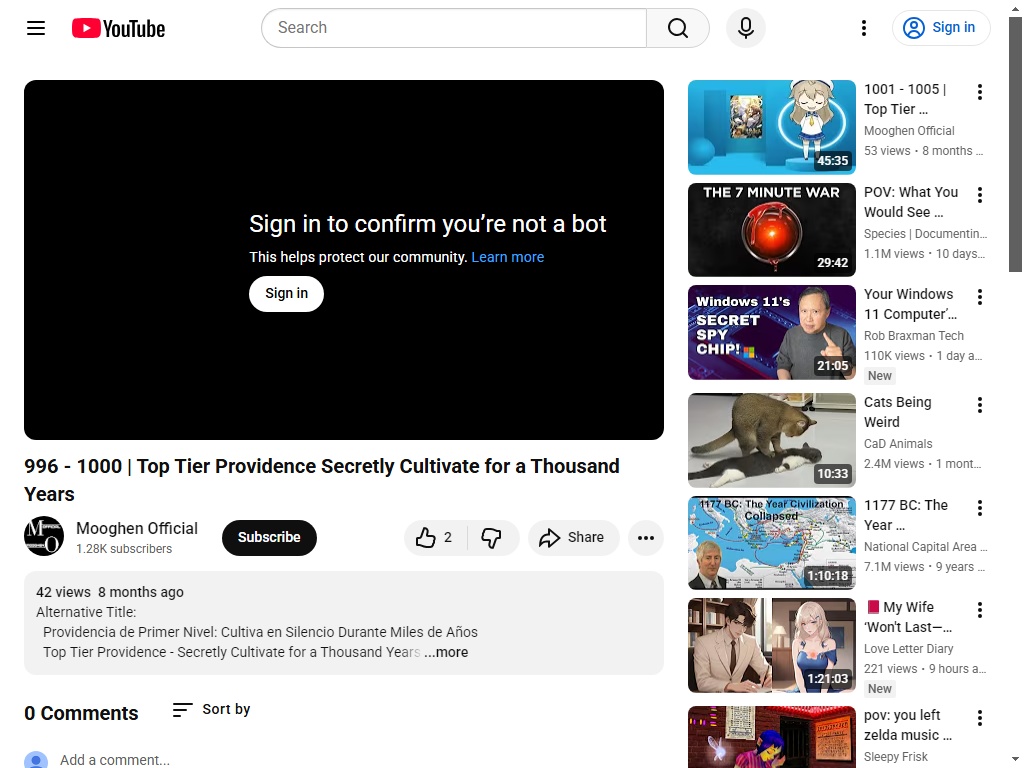 YouTube
Search
Sign in
Sign in to confirm you’re not a bot
This helps protect our community. Learn more
Sign in
996 - 1000 | Top Tier Providence Secretly Cultivate for a Thousand
Years
Mooghen Official
1.28K subscribers
Subscribe
2
Share
42 views 8 months ago
Alternative Title:
Providencia de Primer Nivel: Cultiva en Silencio Durante Miles de Años
Top Tier Providence - Secretly Cultivate for a Thousand Years ...more
0 Comments
Sort by
Add a comment...
45:35
1001 - 1005 |
Top Tier ...
Mooghen Official
53 views • 8 months ...
THE 7 MINUTE WAR
29:42
POV: What You
Would See ...
Species | Documentin...
1.1M views • 10 days...
Windows 11's
SECRET
SPY
CHIP!
21:05
Your Windows
11 Computer’...
Rob Braxman Tech
110K views • 1 day a...
New
10:33
Cats Being
Weird
CaD Animals
2.4M views • 1 mont...
1177 BC: The Year Civilization
Collapsed
1:10:18
1177 BC: The
Year ...
National Capital Area ...
7.1M views • 9 years ...
1:21:03
My Wife
‘Won't Last—...
Love Letter Diary
221 views • 9 hours a...
New
pov: you left
zelda music ...
Sleepy Frisk